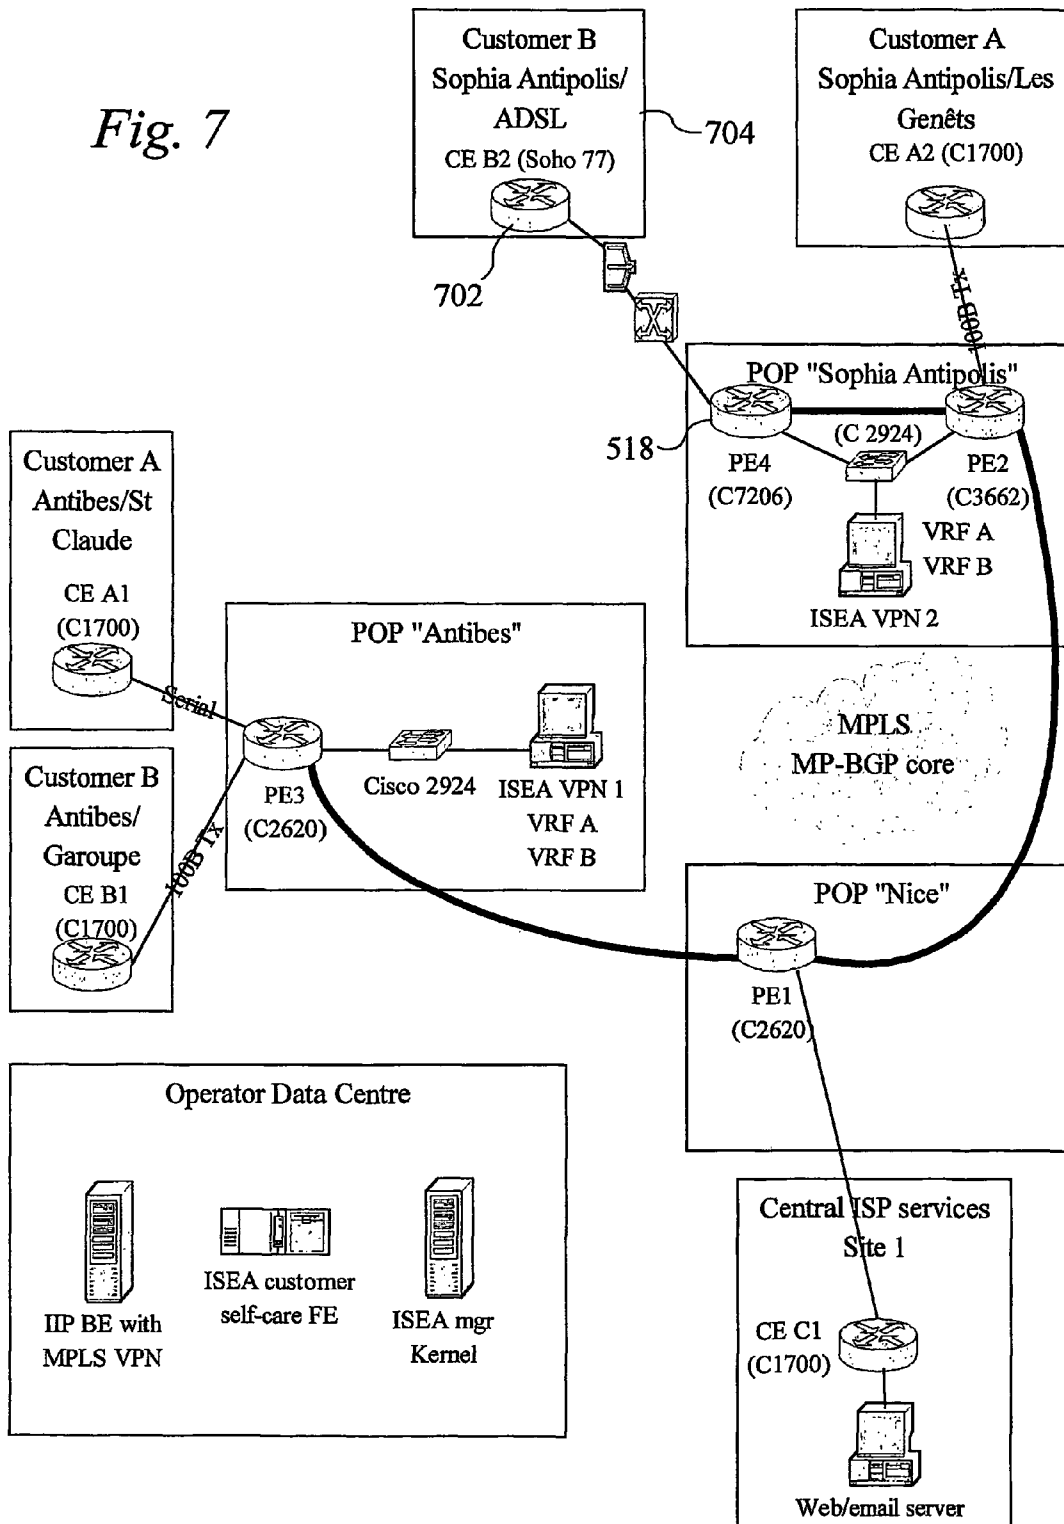 Fig. 7
Customer B
Sophia Antipolis/
ADSL
CE B2 (Soho 77)
704
702
Customer A
Sophia Antipolis/Les
Genêts
CE A2 (C1700)
100B Tx
POP "Sophia Antipolis"
518
(C 2924)
PE4
(C7206)
PE2
(C3662)
VRF A
VRF B
ISEA VPN 2
Customer A
Antibes/St
Claude
CE A1
(C1700)
Serial
Customer B
Antibes/
Garoupe
CE B1
(C1700)
100B Tx
POP "Antibes"
PE3
(C2620)
Cisco 2924
ISEA VPN 1
VRF A
VRF B
MPLS
MP-BGP core
POP "Nice"
PE1
(C2620)
Operator Data Centre
IIP BE with
MPLS VPN
ISEA customer
self-care FE
ISEA mgr
Kernel
Central ISP services
Site 1
CE C1
(C1700)
Web/email server